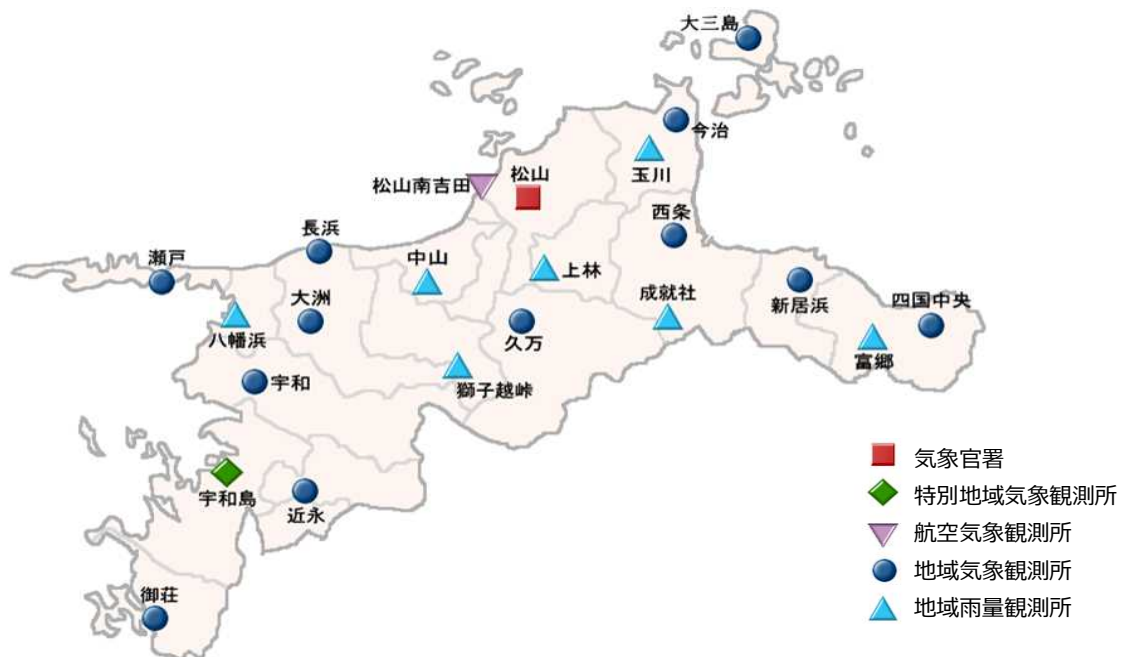 大三島
今治
玉川
松山
松山南吉田
西条
長浜
瀬戸
中山
上林
大洲
成就社
新居浜
四国中央
八幡浜
久万
富郷
宇和
獅子越峠
宇和島
近永
御荘
気象官署
特別地域気象観測所
航空気象観測所
地域気象観測所
地域雨量観測所